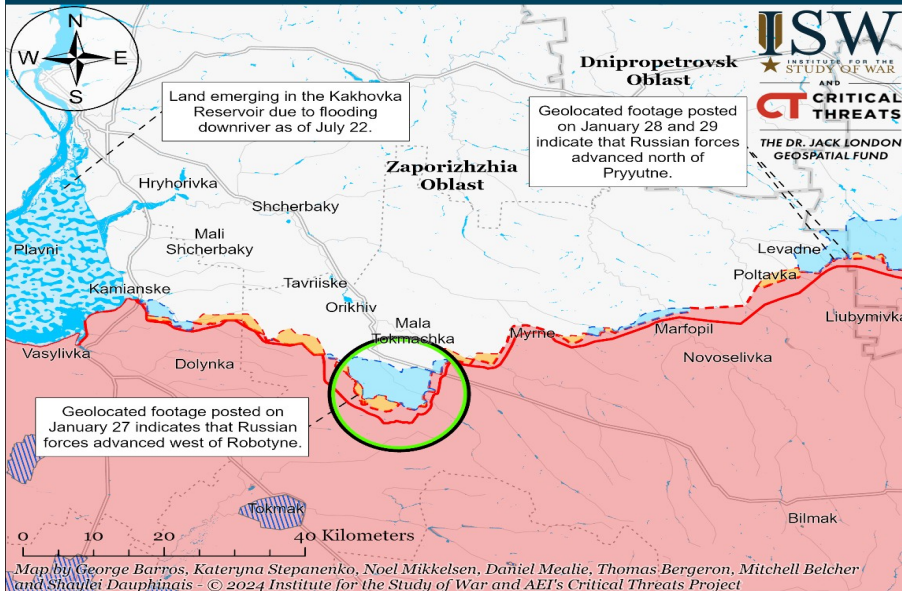 N
W E
S
ISW
INSTITUTE FOR THE
STUDY OF WAR
AND
CT CRITICAL
THREATS
THE DR. JACK LONDON
GEOSPATIAL FUND
Dnipropetrovsk
Oblast
Land emerging in the Kakhovka
Reservoir due to flooding
downriver as of July 22.
Geolocated footage posted
on January 28 and 29
indicate that Russian forces
advanced north of
Pryyutne.
Zaporizhzhia
Oblast
Hryhorivka
Shcherbaky
Mali
Shcherbaky
Plavni
Levadne
Poltavka
Kamianske
Tavriiske
Orikhiv
Liubymivka
Mala
Tokmachka
Myrne
Marfopil
Vasylivka
Dolynka
Novoselivka
Geolocated footage posted on
January 27 indicates that Russian
forces advanced west of Robotyne.
Tokmak
Bilmak
0 10 20 40 Kilometers
Map by George Barros, Kateryna Stepanenko, Noel Mikkelsen, Daniel Mealie, Thomas Bergeron, Mitchell Belcher
and Shaylei Dauphinais - © 2024 Institute for the Study of War and AEI's Critical Threats Project